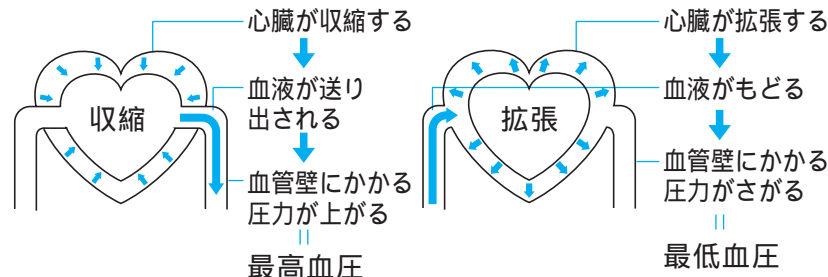 心臓が収縮する
血液が送り
出される
収縮
血管壁にかかる
圧力が上がる
最高血圧
心臓が拡張する
血液がもどる
拡張
血管壁にかかる
圧力がさがる
最低血圧